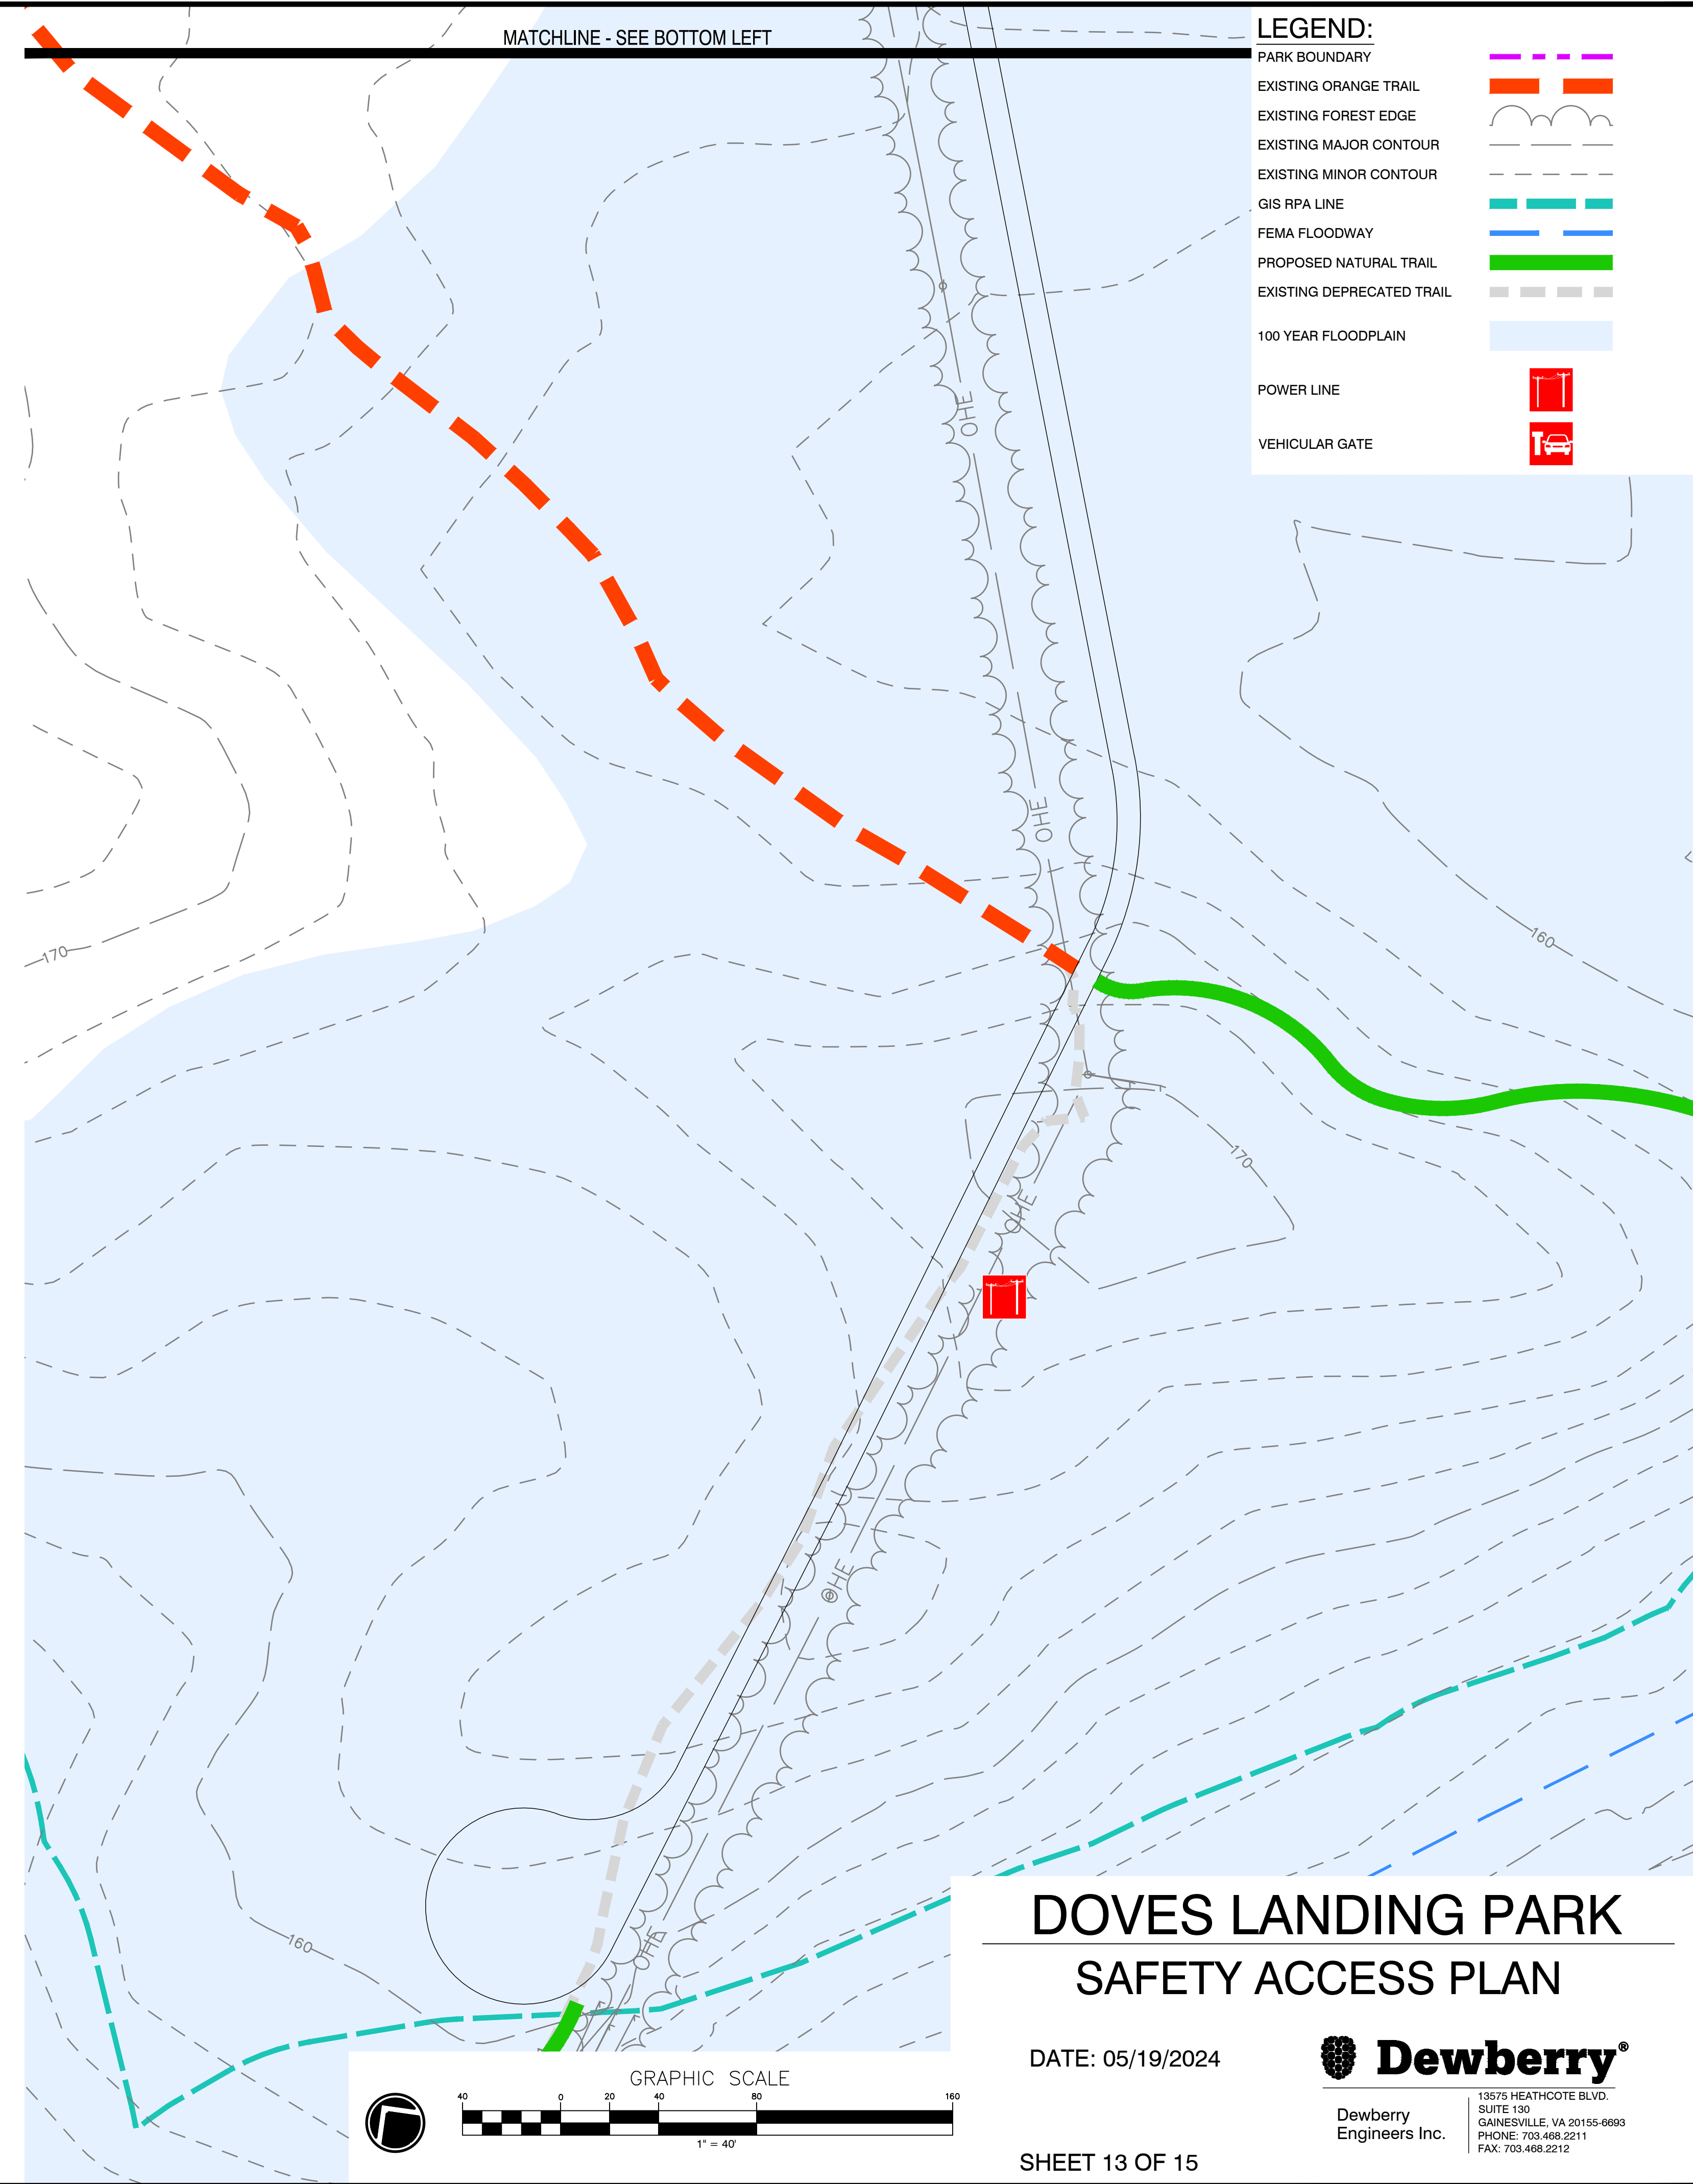 MATCHLINE - SEE BOTTOM LEFT
LEGEND:
PARK BOUNDARY
EXISTING ORANGE TRAIL
EXISTING FOREST EDGE
EXISTING MAJOR CONTOUR
EXISTING MINOR CONTOUR
GIS RPA LINE
FEMA FLOODWAY
PROPOSED NATURAL TRAIL
EXISTING DEPRECATED TRAIL
100 YEAR FLOODPLAIN
POWER LINE
VEHICULAR GATE
OHE
OHE
160
170
170
OHE
OHE
160
OHE
DOVES LANDING PARK
SAFETY ACCESS PLAN
DATE: 05/19/2024
Dewberry®
Dewberry
Engineers Inc.
13575 HEATHCOTE BLVD.
SUITE 130
GAINESVILLE, VA 20155-6693
PHONE: 703.468.2211
FAX: 703.468.2212
GRAPHIC SCALE
40 0 20 40 80 160
1" = 40'
SHEET 13 OF 15